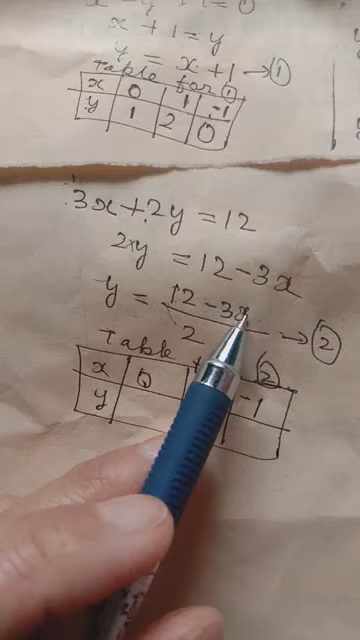 x + 1 = y
y = x + 1 → ①
Table for ①
x 0 1 -1
y 1 2 0
3x + 2y = 12
2xy = 12 - 3x
y = 12 - 3x
2 → ②
Table ②
x 0 -1
y